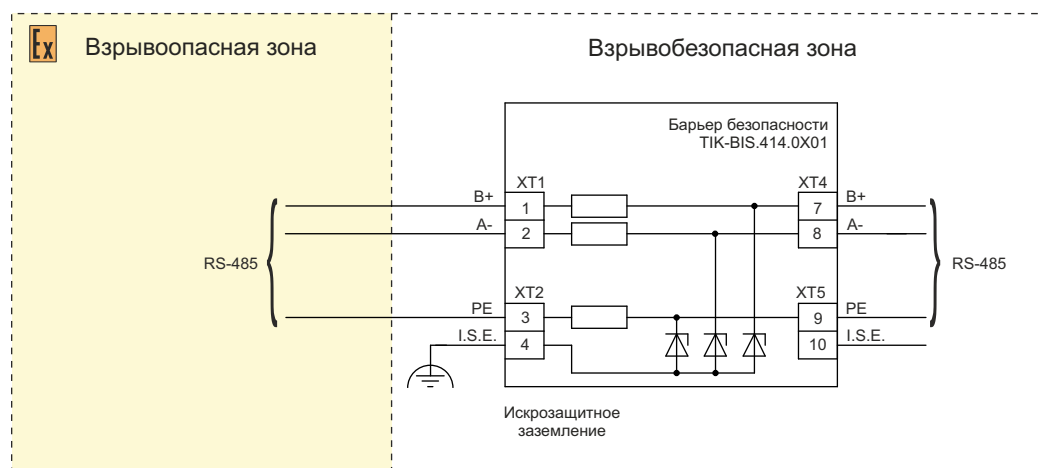 Ex
Взрывоопасная зона
Взрывобезопасная зона
Барьер безопасности
TIK-BIS.414.0X01
XT1
XT4
B+
1
7
B+
A-
2
8
A-
RS-485
RS-485
XT2
XT5
PE
3
9
PE
I.S.E.
4
10
I.S.E.
Искрозащитное
заземление